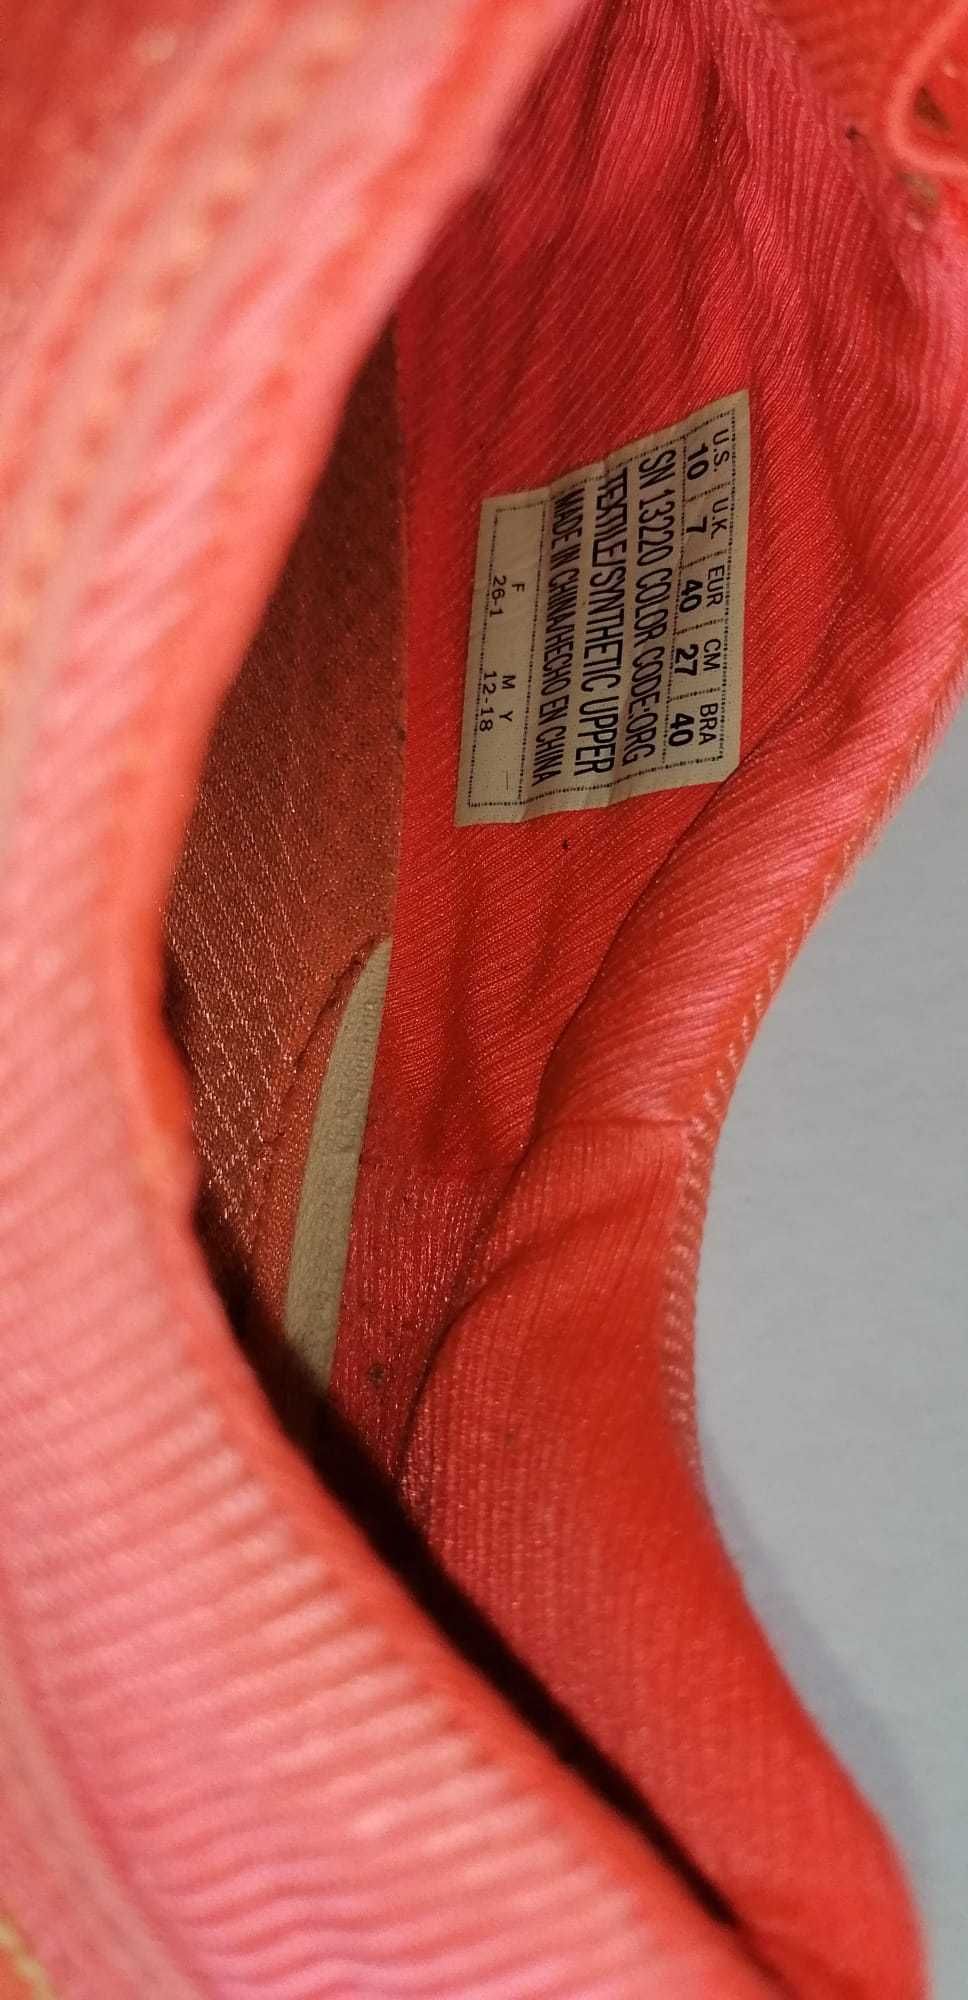 U.S. U.K. EUR CM BRA
10 7 40 27 40
SN 13220 COLOR CODE:ORG
TEXTILE/SYNTHETIC UPPER
MADE IN CHINA•HECHO EN CHINA
F M Y
26-1 12-18